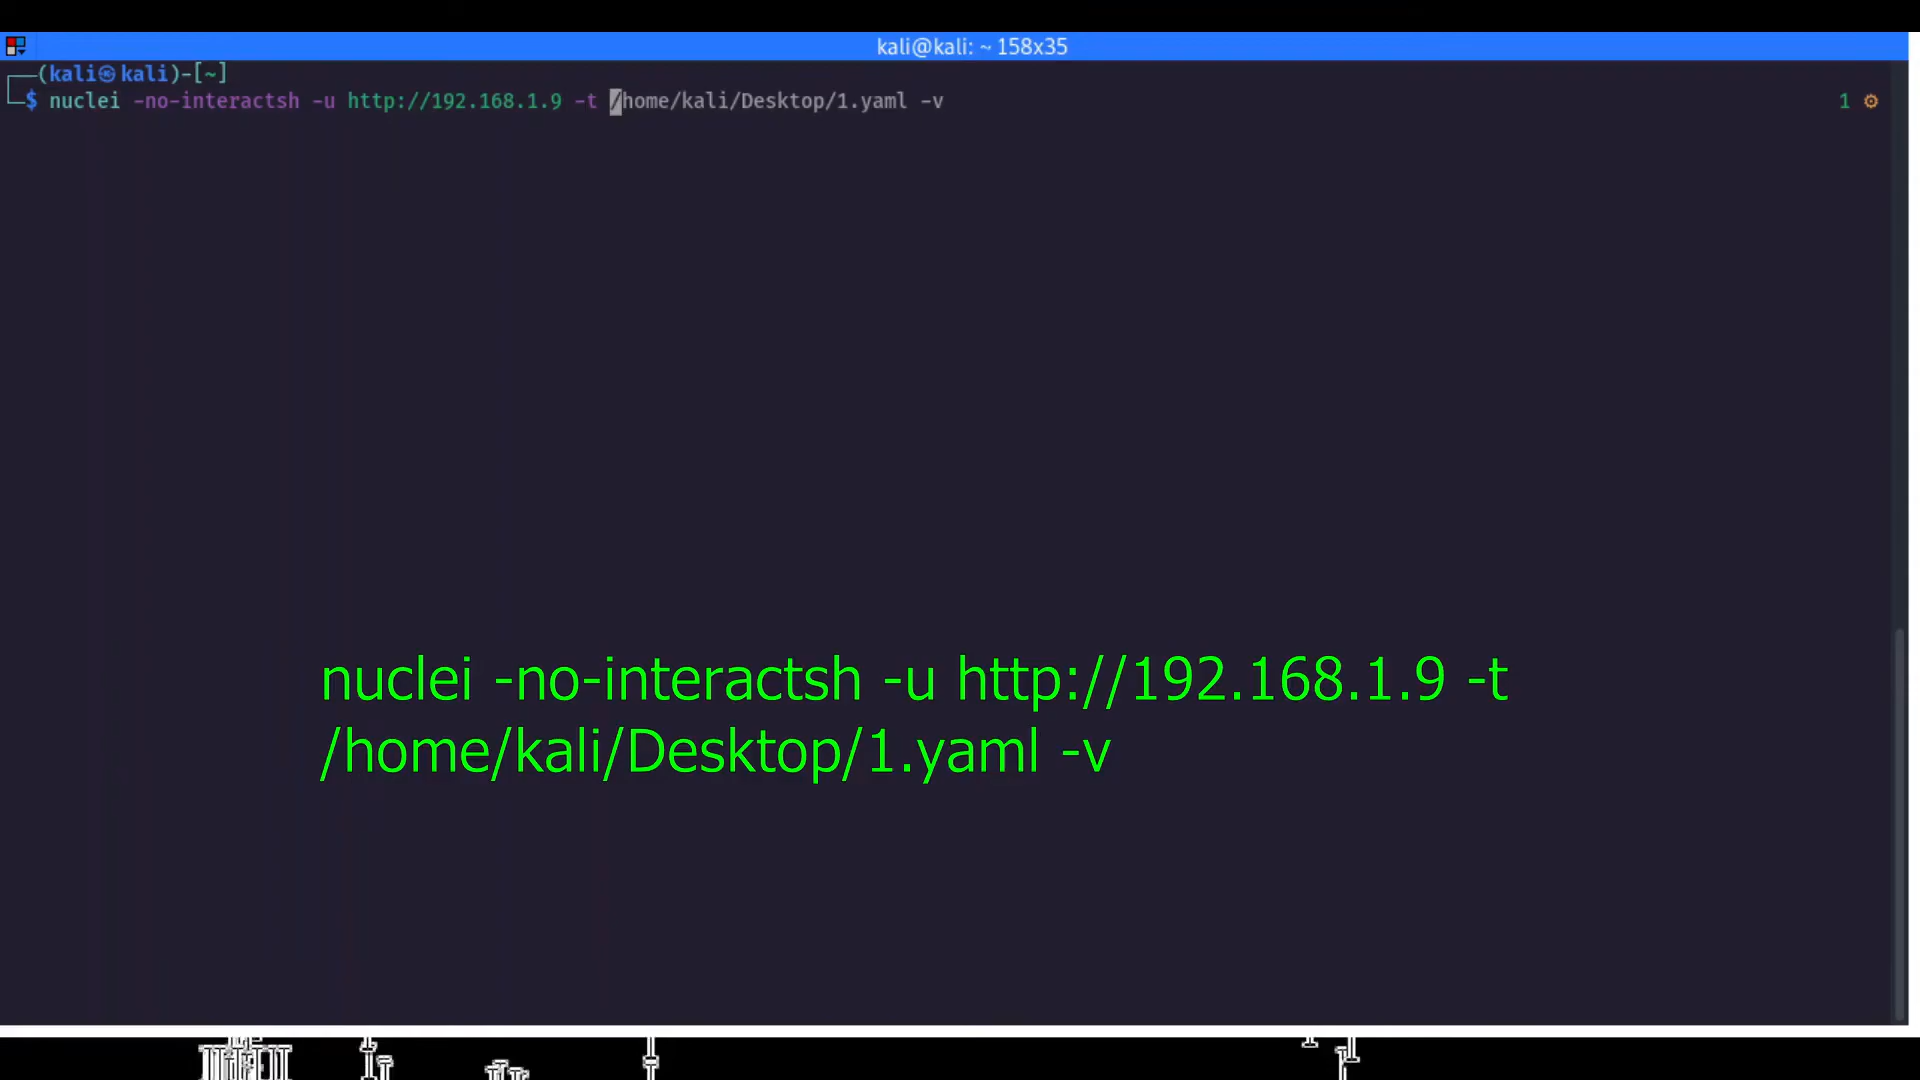 kali@kali: ~ 158x35
┌──(kali㉿kali)-[~]
└─$ nuclei -no-interactsh -u http://192.168.1.9 -t /home/kali/Desktop/1.yaml -v 1 ⚙
nuclei -no-interactsh -u http://192.168.1.9 -t
/home/kali/Desktop/1.yaml -v